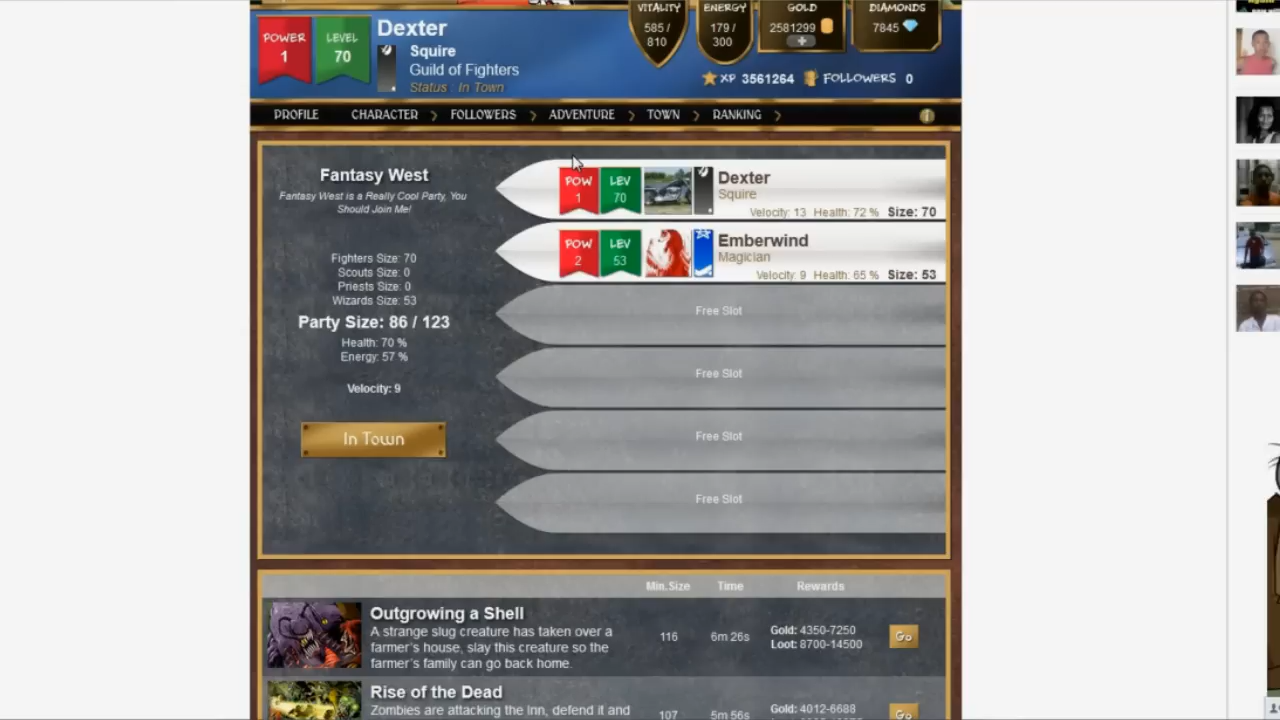 POWER
1
LEVEL
70
Dexter
Squire
Guild of Fighters
Status : In Town
VITALITY
585 /
810
ENERGY
179 /
300
GOLD
2581299
DIAMONDS
7845
XP 3561264
FOLLOWERS 0
PROFILE
CHARACTER
FOLLOWERS
ADVENTURE
TOWN
RANKING
Fantasy West
Fantasy West is a Really Cool Party, You
Should Join Me!
Fighters Size: 70
Scouts Size: 0
Priests Size: 0
Wizards Size: 53
Party Size: 86 / 123
Health: 70 %
Energy: 57 %
Velocity: 9
In Town
POW
1
LEV
70
Dexter
Squire
Velocity: 13 Health: 72 % Size: 70
POW
2
LEV
53
Emberwind
Magician
Velocity: 9 Health: 65 % Size: 53
Free Slot
Free Slot
Free Slot
Free Slot
Min.Size Time Rewards
Outgrowing a Shell
A strange slug creature has taken over a
farmer's house, slay this creature so the
farmer's family can go back home.
116
6m 26s
Gold: 4350-7250
Loot: 8700-14500
Go
Rise of the Dead
Zombies are attacking the Inn, defend it and
107
5m 56s
Gold: 4012-6688
Go